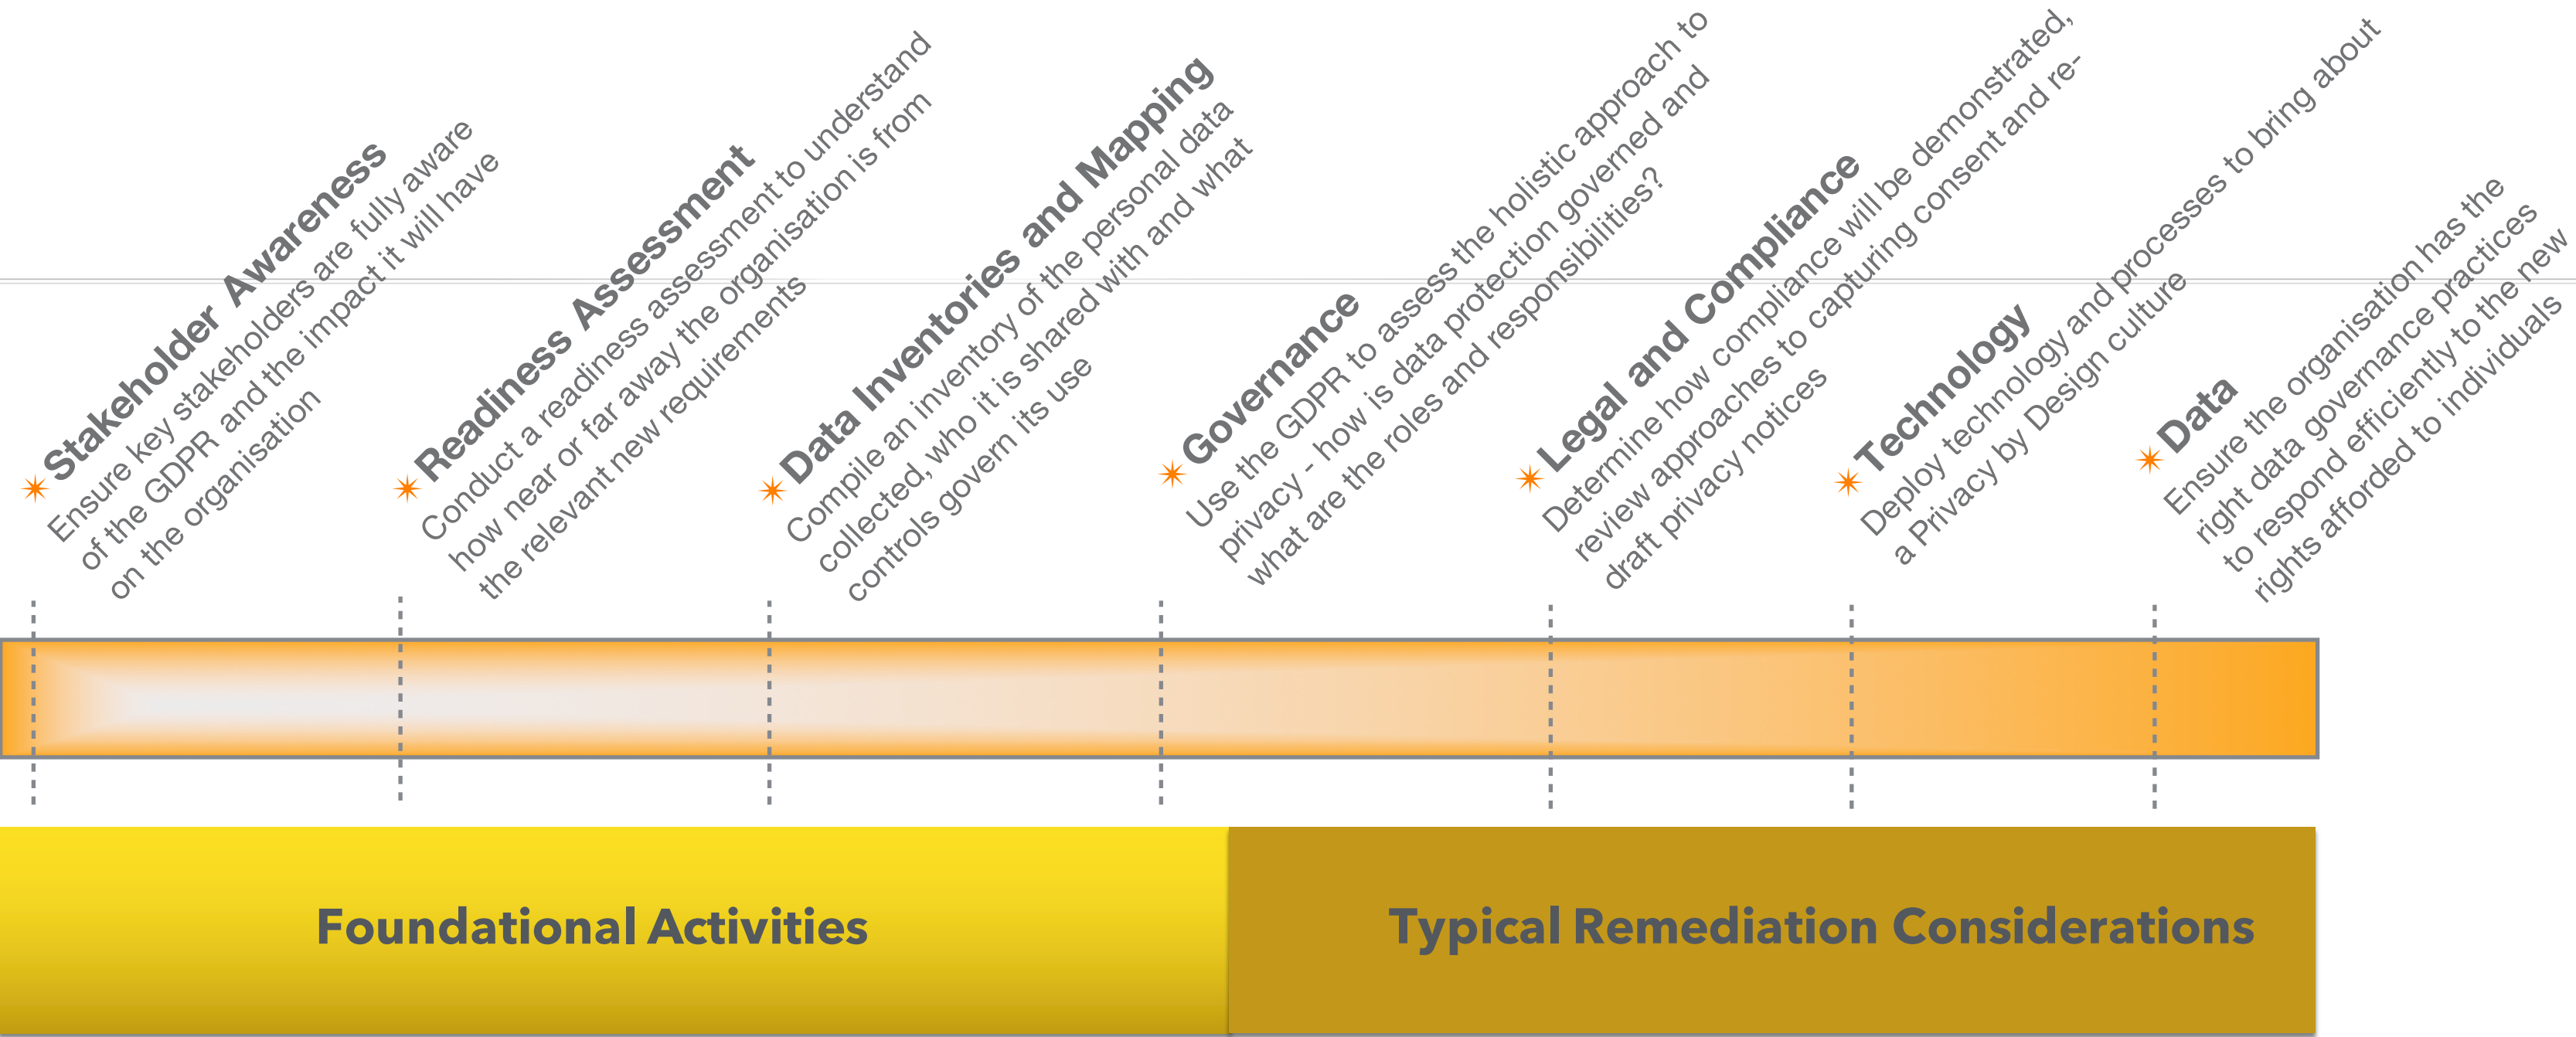 Stakeholder Awareness
Ensure key stakeholders are fully aware
of the GDPR and the impact it will have
on the organisation
Readiness Assessment
Conduct a readiness assessment to understand
how near or far away the organisation is from
the relevant new requirements
Data Inventories and Mapping
Compile an inventory of the personal data
collected, who it is shared with and what
controls govern its use
Governance
Use the GDPR to assess the holistic approach to
privacy - how is data protection governed and
what are the roles and responsibilities?
Legal and Compliance
Determine how compliance will be demonstrated,
review approaches to capturing consent and re-
draft privacy notices
Technology
Deploy technology and processes to bring about
a Privacy by Design culture
Data
Ensure the organisation has the
right data governance practices
to respond efficiently to the new
rights afforded to individuals
Foundational Activities
Typical Remediation Considerations